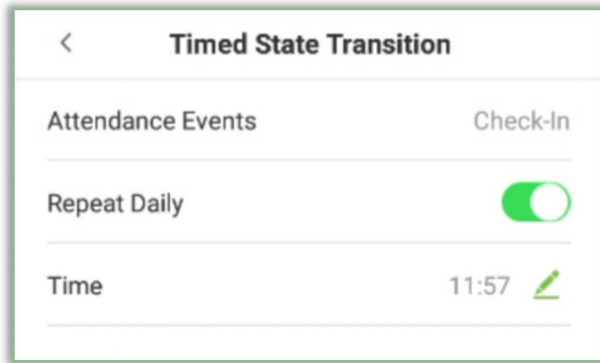 Timed State Transition
Attendance Events Check-In
Repeat Daily
Time 11:57